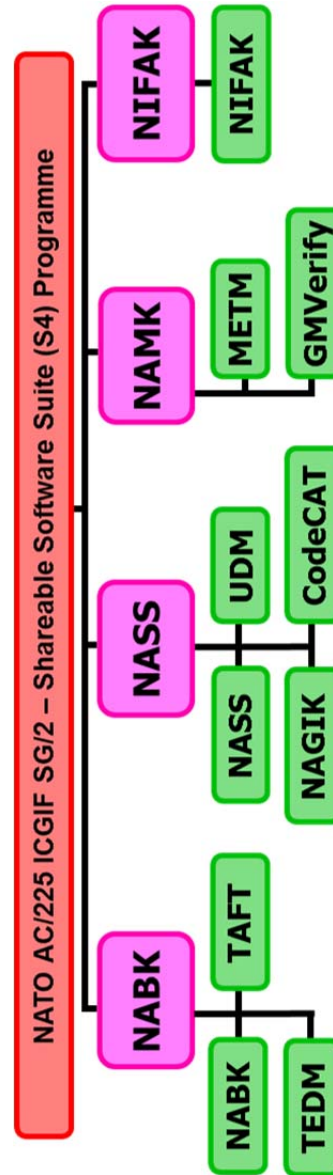 NATO AC/225 ICGIF SG/2 – Shareable Software Suite (S4) Programme
NABK
NASS
NAMK
NIFAK
NABK
TAFT
NASS
UDM
METM
NIFAK
TEDM
NAGIK
CodeCAT
GMVerify